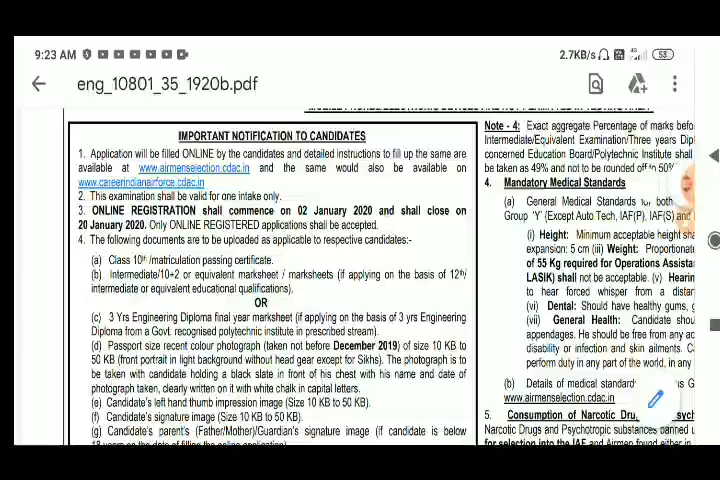 9:23 AM
2.7KB/s 4G 53
eng_10801_35_1920b.pdf
IMPORTANT NOTIFICATION TO CANDIDATES
1. Application will be filled ONLINE by the candidates and detailed instructions to fill up the same are
available at www.airmenselection.cdac.in and the same would also be available on
www.careerindianairforce.cdac.in
2. This examination shall be valid for one intake only.
3. ONLINE REGISTRATION shall commence on 02 January 2020 and shall close on
20 January 2020. Only ONLINE REGISTERED applications shall be accepted.
4. The following documents are to be uploaded as applicable to respective candidates:-
(a) Class 10th /matriculation passing certificate.
(b) Intermediate/10+2 or equivalent marksheet / marksheets (if applying on the basis of 12th/
intermediate or equivalent educational qualifications).
OR
(c) 3 Yrs Engineering Diploma final year marksheet (if applying on the basis of 3 yrs Engineering
Diploma from a Govt. recognised polytechnic institute in prescribed stream).
(d) Passport size recent colour photograph (taken not before December 2019) of size 10 KB to
50 KB (front portrait in light background without head gear except for Sikhs). The photograph is to
be taken with candidate holding a black slate in front of his chest with his name and date of
photograph taken, clearly written on it with white chalk in capital letters.
(e) Candidate's left hand thumb impression image (Size 10 KB to 50 KB).
(f) Candidate's signature image (Size 10 KB to 50 KB).
(g) Candidate's parent's (Father/Mother)/Guardian's signature image (if candidate is below
18 years on the date of filling the online application)
Note - 4: Exact aggregate Percentage of marks befo
Intermediate/Equivalent Examination/Three years Dip
concerned Education Board/Polytechnic Institute shall
be taken as 49% and not to be rounded off to 50%
4. Mandatory Medical Standards
(a) General Medical Standards for both
Group 'Y' (Except Auto Tech, IAF(P), IAF(S) and
(i) Height: Minimum acceptable height sha
expansion: 5 cm (iii) Weight: Proportionate
of 55 Kg required for Operations Assista
LASIK) shall not be acceptable. (v) Hearin
to hear forced whisper from a distan
(vi) Dental: Should have healthy gums, g
(vii) General Health: Candidate shou
appendages. He should be free from any ac
disability or infection and skin ailments. C
perform duty in any part of the world, in any
(b) Details of medical standard
www.airmenselection.cdac.in
5. Consumption of Narcotic Dru
Narcotic Drugs and Psychotropic substances banned u
for selection into the IAF and Airmen found either in